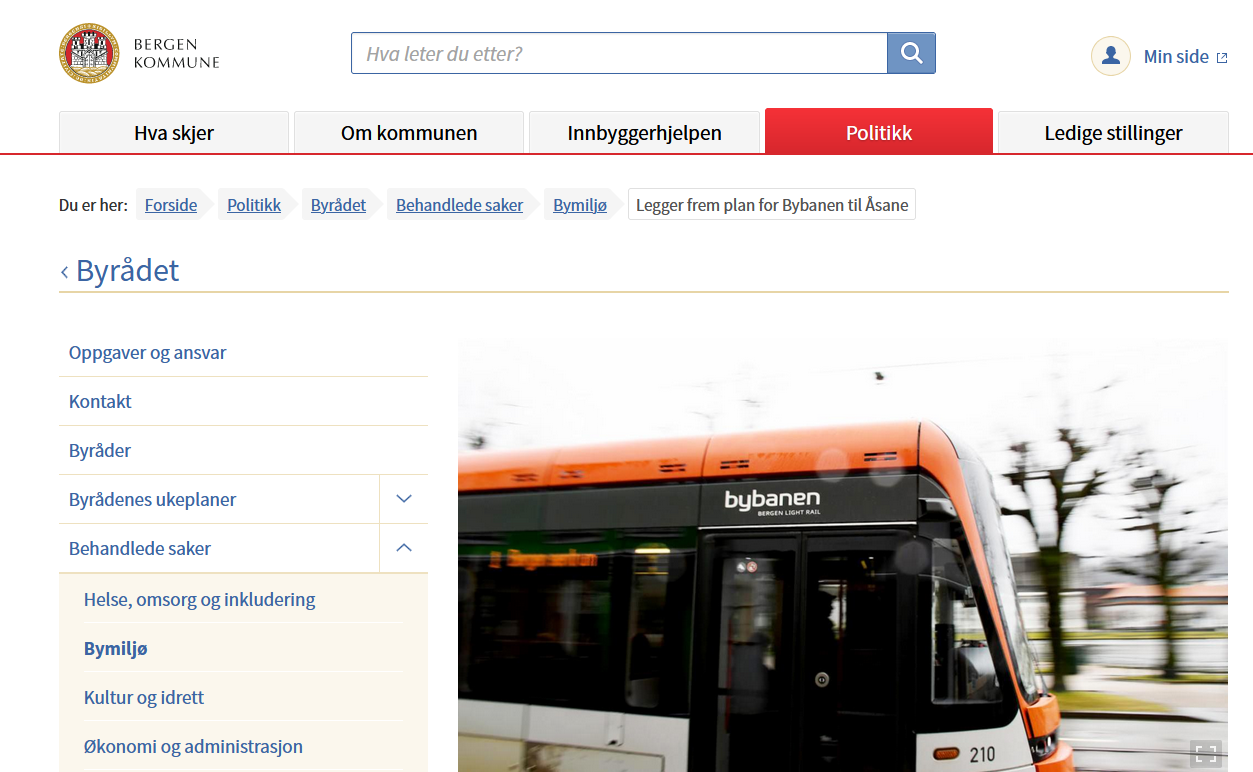 BERGEN
KOMMUNE
Hva leter du etter?
Min side
Hva skjer
Om kommunen
Innbyggerhjelpen
Politikk
Ledige stillinger
Du er her: Forside Politikk Byrådet Behandlede saker Bymiljø Legger frem plan for Bybanen til Åsane
Byrådet
Oppgaver og ansvar
Kontakt
Byråder
Byrådenes ukeplaner
Behandlede saker
Helse, omsorg og inkludering
Bymiljø
Kultur og idrett
Økonomi og administrasjon
bybanen
BERGEN LIGHT RAIL
210